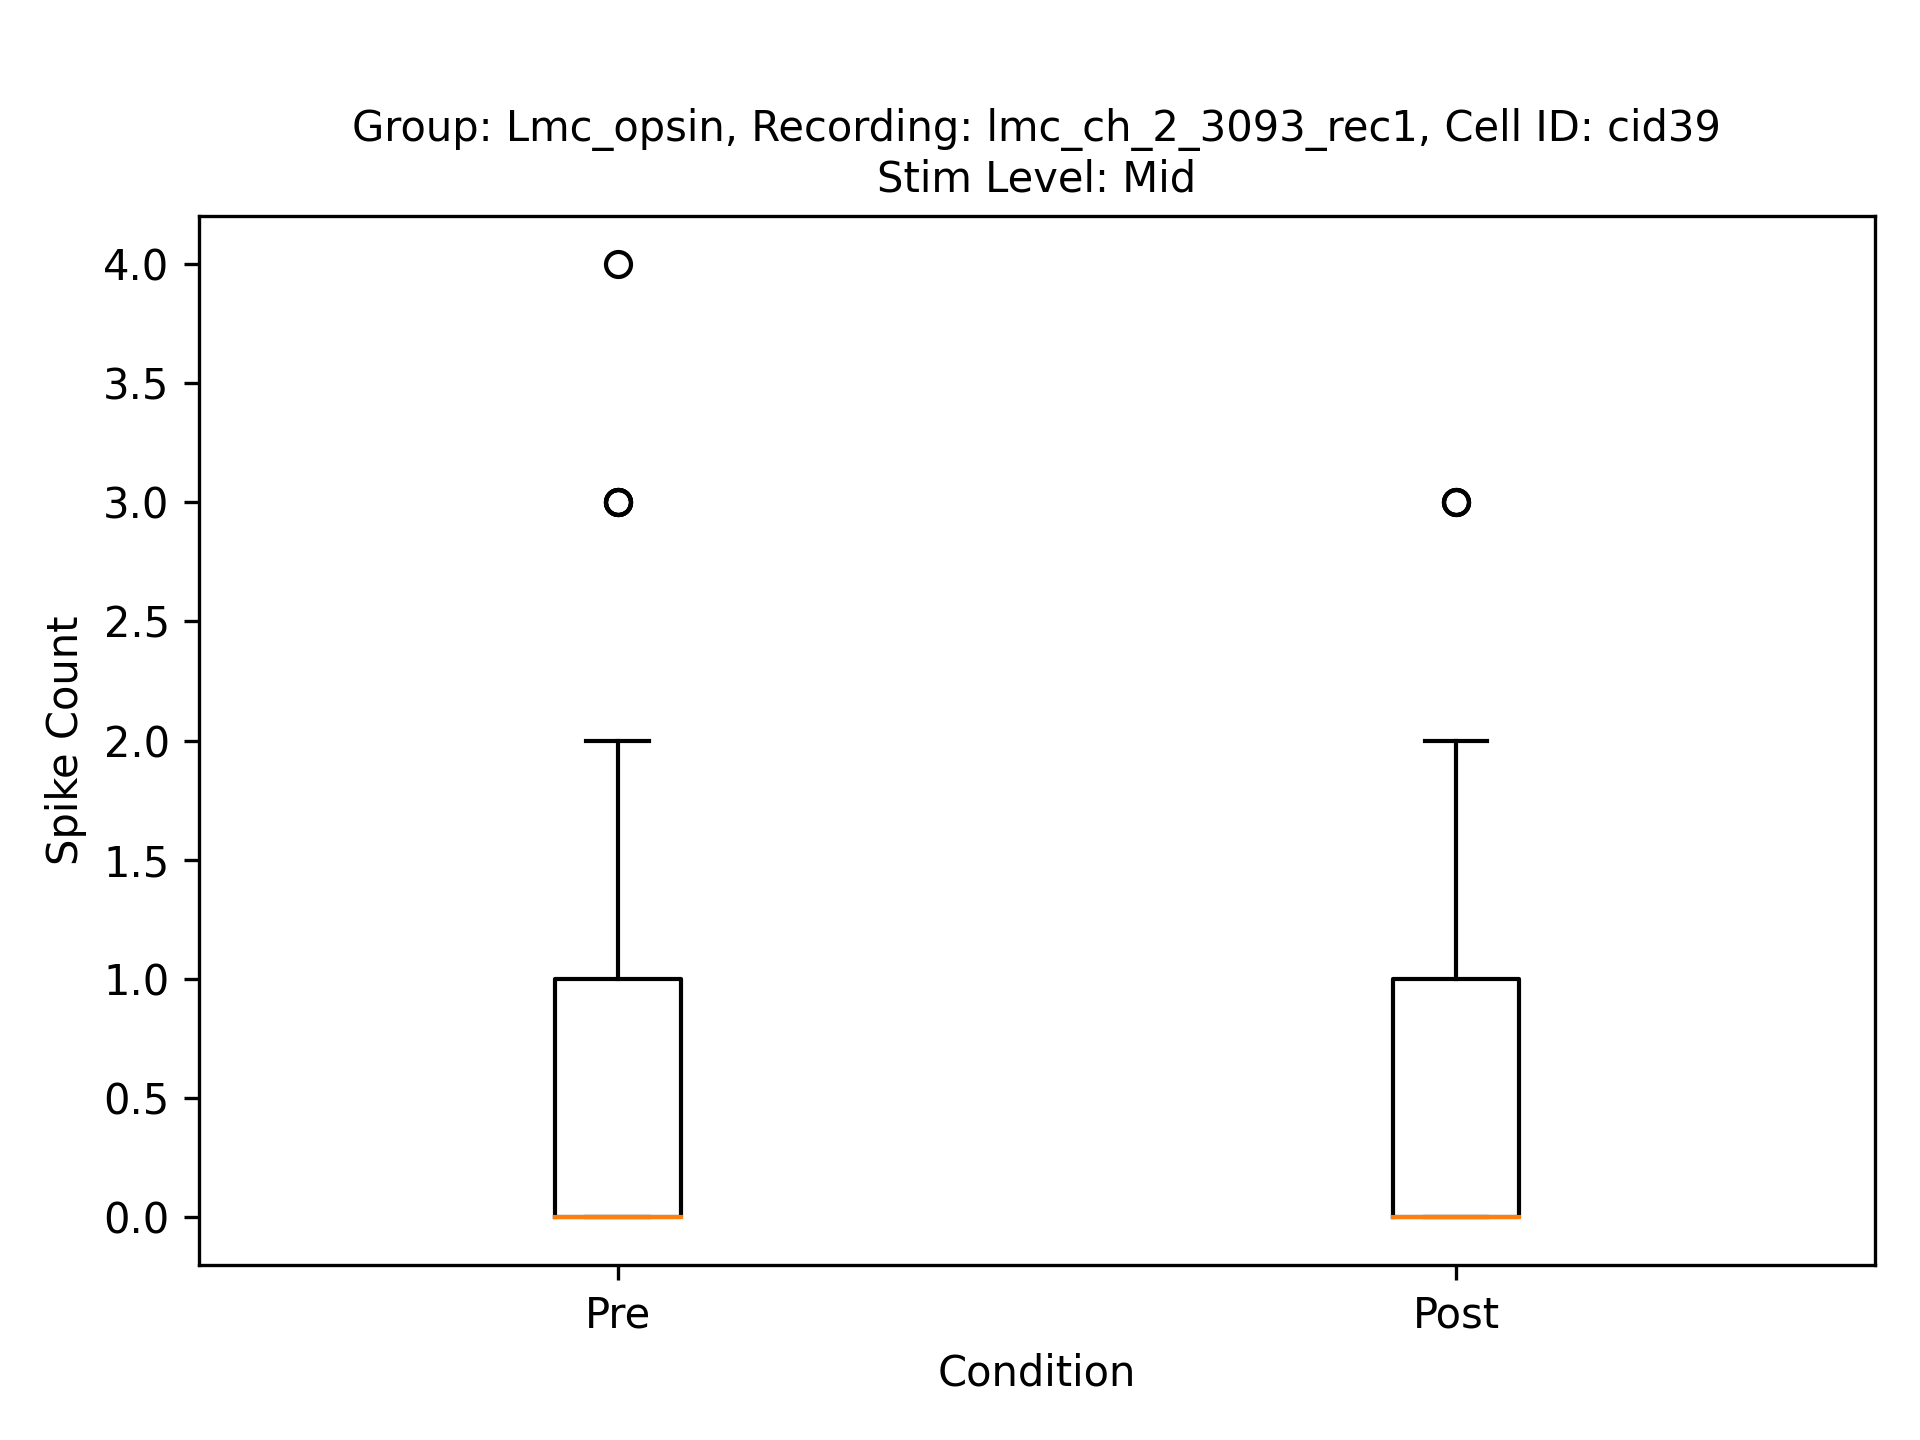 Group: Lmc_opsin, Recording: lmc_ch_2_3093_rec1, Cell ID: cid39
Stim Level: Mid
4.0
3.5
3.0
2.5
2.0
1.5
1.0
0.5
0.0
Spike Count
Pre
Post
Condition